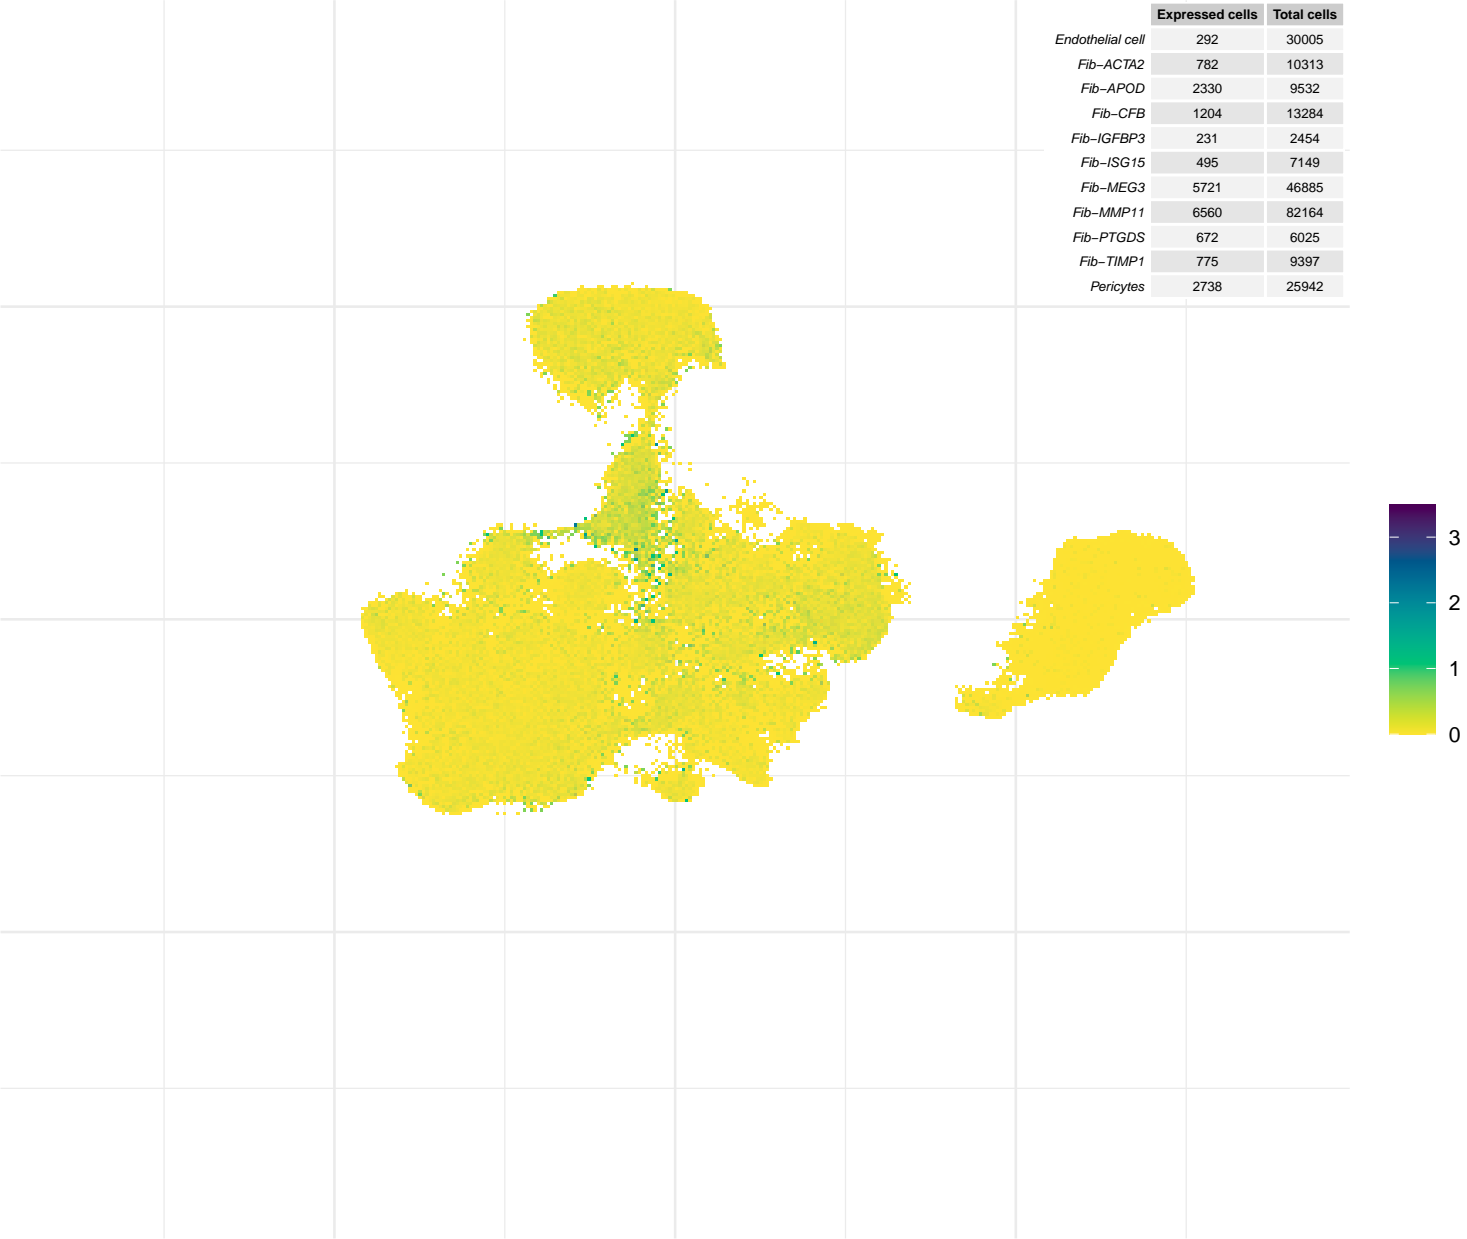 Expressed cells Total cells
Endothelial cell 292 30005
Fib−ACTA2 782 10313
Fib−APOD 2330 9532
Fib−CFB 1204 13284
Fib−IGFBP3 231 2454
Fib−ISG15 495 7149
Fib−MEG3 5721 46885
Fib−MMP11 6560 82164
Fib−PTGDS 672 6025
Fib−TIMP1 775 9397
Pericytes 2738 25942
3
2
1
0